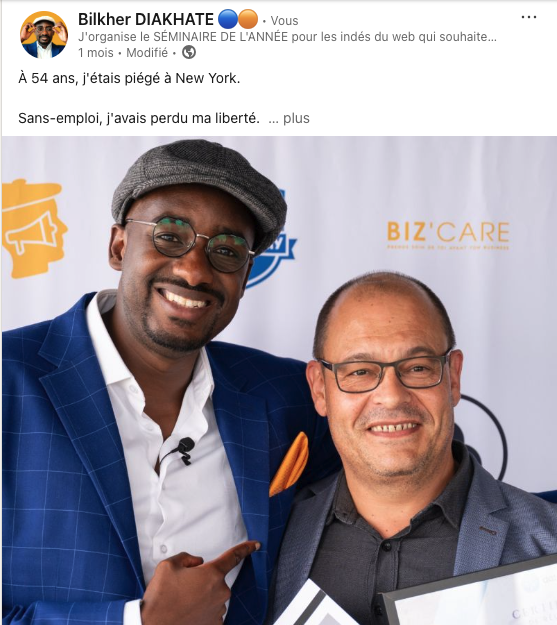 Bilkher DIAKHATE 🔵🟠 • Vous
J'organise le SÉMINAIRE DE L'ANNÉE pour les indés du web qui souhaite...
1 mois • Modifié •
À 54 ans, j'étais piégé à New York.
Sans-emploi, j'avais perdu ma liberté. ... plus
BIZ'CARE